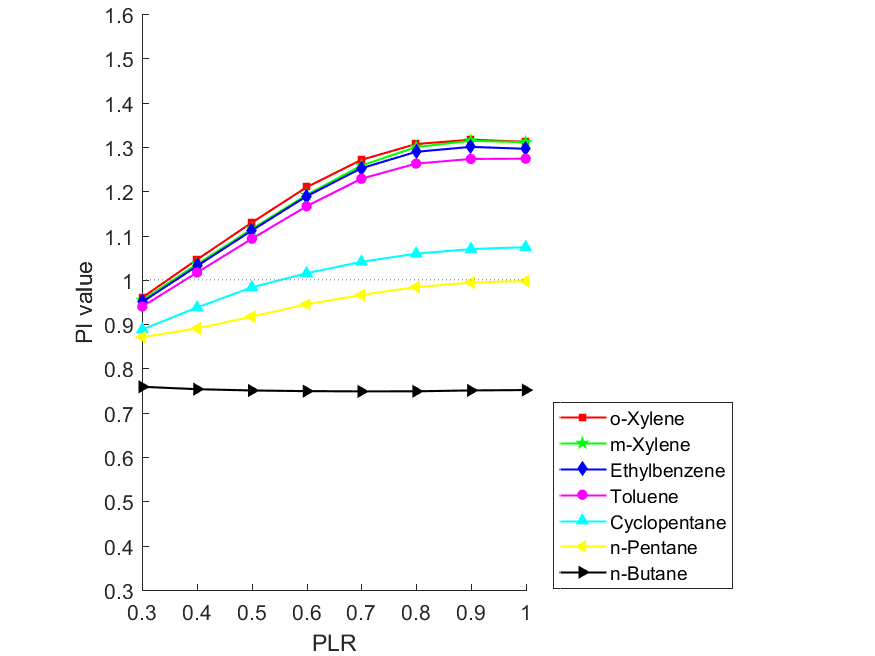 1.6
1.5
1.4
1.3
1.2
1.1
1
0.9
0.8
0.7
0.6
0.5
0.4
0.3
PI value
0.3 0.4 0.5 0.6 0.7 0.8 0.9 1
PLR
o-Xylene
m-Xylene
Ethylbenzene
Toluene
Cyclopentane
n-Pentane
n-Butane